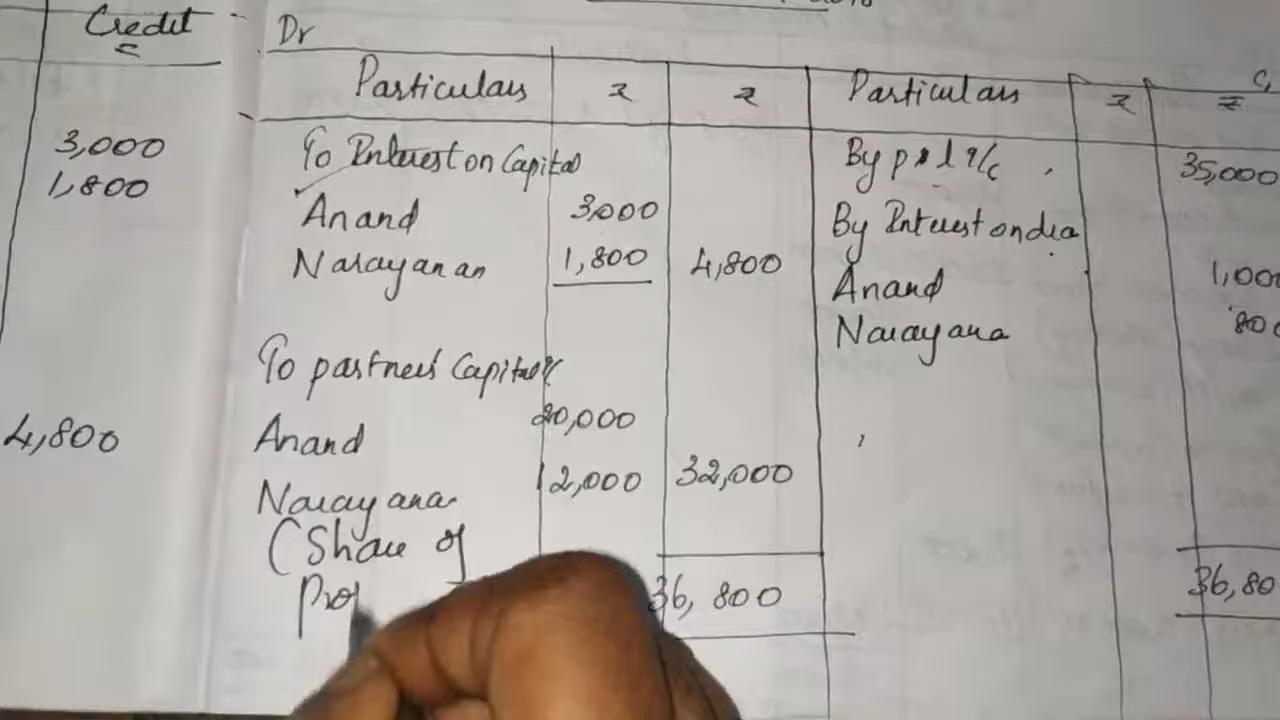 Credit
₹
3,000
1,800
4,800
Dr
Particulars ₹ ₹ Particulars ₹ ₹
To Interest on Capital By p & l a/c 35,000
Anand 3,000 By Interest on
Narayanan 1,800 4,800 Anand 1,000
Narayana 800
To partners' Capital
Anand 20,000
Narayana 12,000 32,000
(Share of
Prof 36,800 36,80